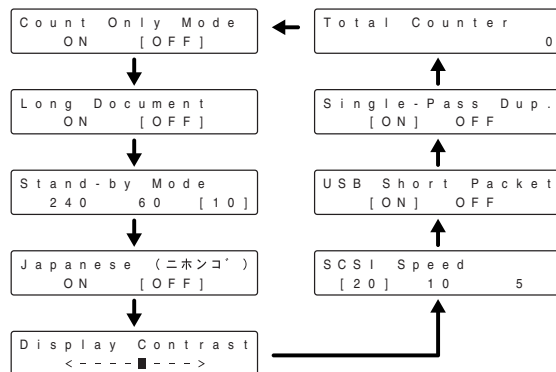 Count Only Mode
ON [OFF]
Long Document
ON [OFF]
Stand-by Mode
240 60 [10]
Japanese (ニホンゴ)
ON [OFF]
Display Contrast
<----█--->
SCSI Speed
[20] 10 5
USB Short Packet
[ON] OFF
Single-Pass Dup.
[ON] OFF
Total Counter
0